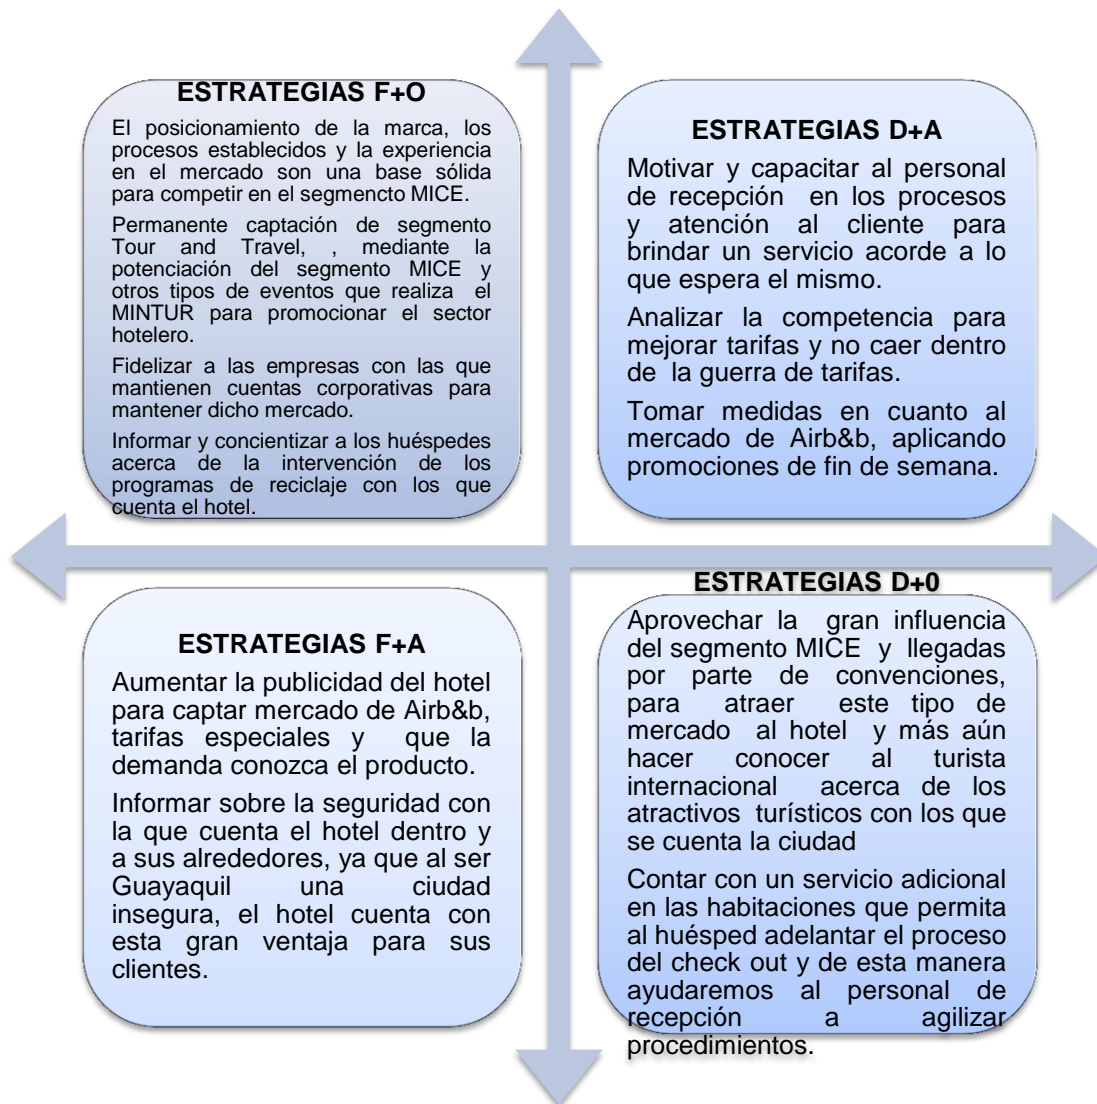 ESTRATEGIAS F+O
El posicionamiento de la marca, los
procesos establecidos y la experiencia
en el mercado son una base sólida
para competir en el segmencto MICE.
Permanente captación de segmento
Tour and Travel, , mediante la
potenciación del segmento MICE y
otros tipos de eventos que realiza el
MINTUR para promocionar el sector
hotelero.
Fidelizar a las empresas con las que
mantienen cuentas corporativas para
mantener dicho mercado.
Informar y concientizar a los huéspedes
acerca de la intervención de los
programas de reciclaje con los que
cuenta el hotel.
ESTRATEGIAS D+A
Motivar y capacitar al personal
de recepción en los procesos
y atención al cliente para
brindar un servicio acorde a lo
que espera el mismo.
Analizar la competencia para
mejorar tarifas y no caer dentro
de la guerra de tarifas.
Tomar medidas en cuanto al
mercado de Airb&b, aplicando
promociones de fin de semana.
ESTRATEGIAS F+A
Aumentar la publicidad del hotel
para captar mercado de Airb&b,
tarifas especiales y que la
demanda conozca el producto.
Informar sobre la seguridad con
la que cuenta el hotel dentro y
a sus alrededores, ya que al ser
Guayaquil una ciudad
insegura, el hotel cuenta con
esta gran ventaja para sus
clientes.
ESTRATEGIAS D+0
Aprovechar la gran influencia
del segmento MICE y llegadas
por parte de convenciones,
para atraer este tipo de
mercado al hotel y más aún
hacer conocer al turista
internacional acerca de los
atractivos turísticos con los que
se cuenta la ciudad
Contar con un servicio adicional
en las habitaciones que permita
al huésped adelantar el proceso
del check out y de esta manera
ayudaremos al personal de
recepción a agilizar
procedimientos.